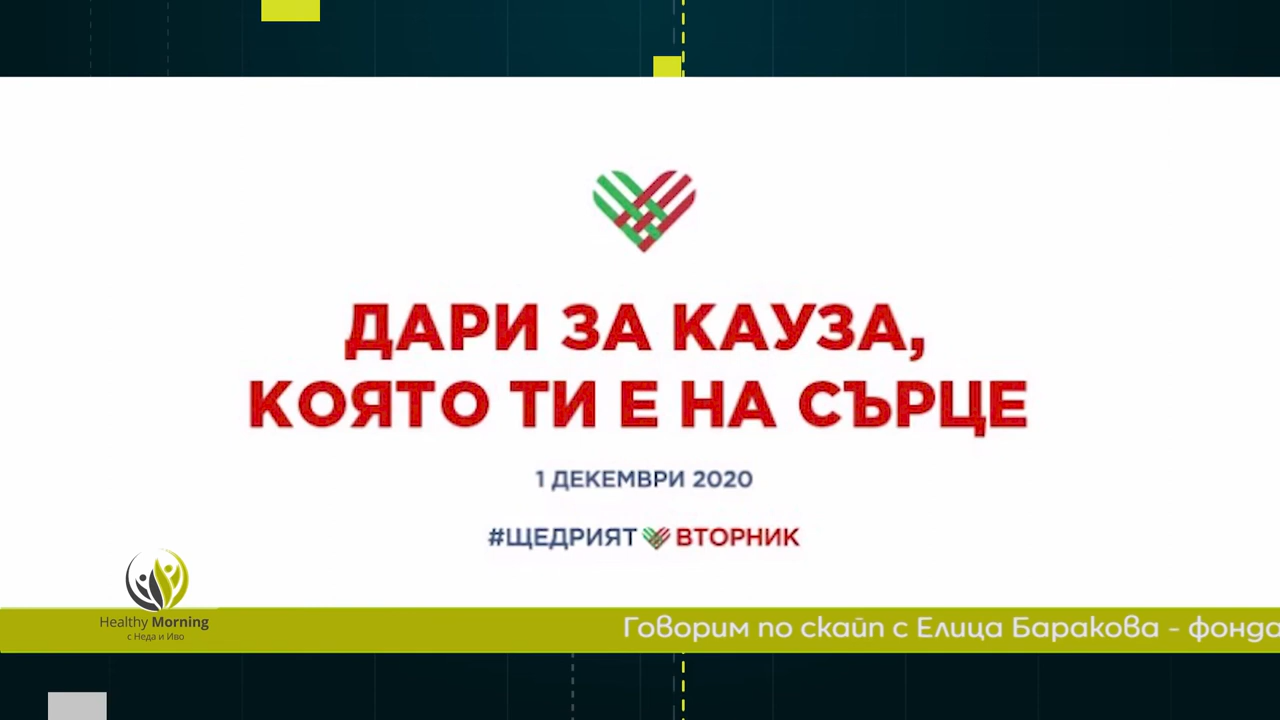 ДАРИ ЗА КАУЗА,
КОЯТО ТИ Е НА СЪРЦЕ
1 ДЕКЕМВРИ 2020
#ЩЕДРИЯТ ВТОРНИК
Healthy Morning
с Неда и Иво
Говорим по скайп с Елица Баракова - фондо